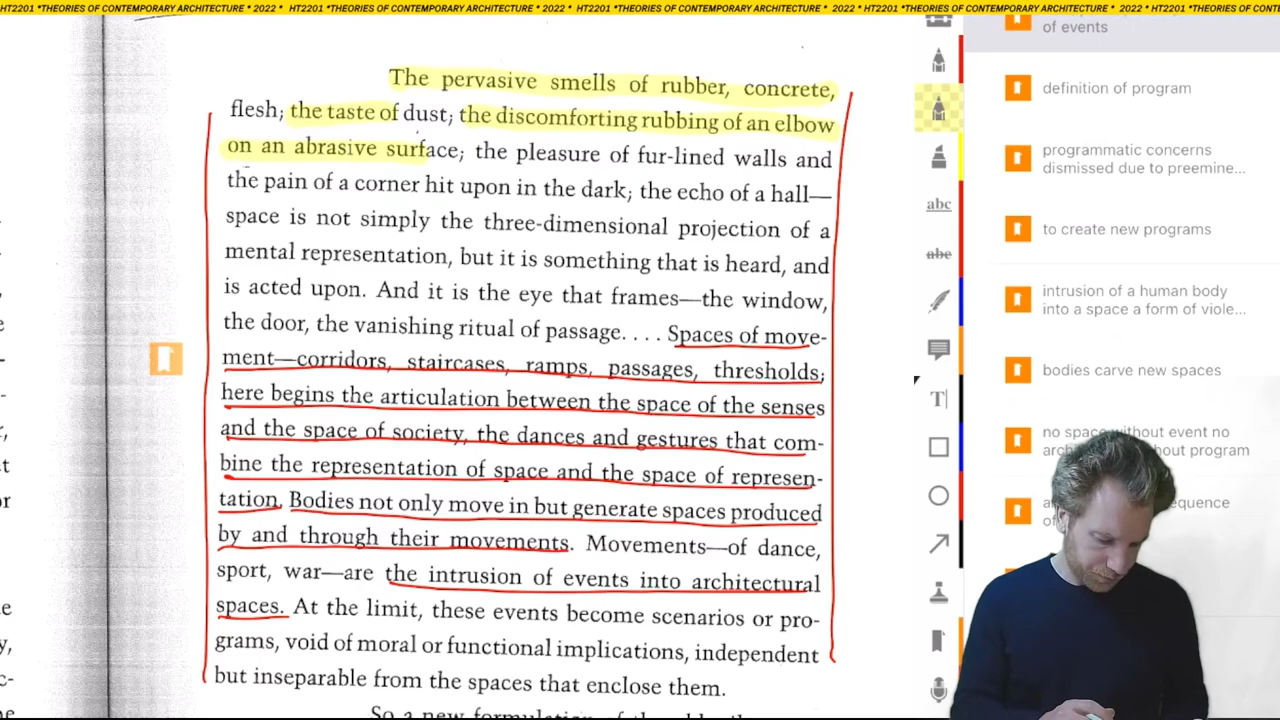 HT2201 *THEORIES OF CONTEMPORARY ARCHITECTURE * 2022 * HT2201 *THEORIES OF CONTEMPORARY ARCHITECTURE * 2022 * HT2201 *THEORIES OF CONTEMPORARY ARCHITECTURE * 2022 * HT2201 *THEORIES OF CONTE
The pervasive smells of rubber, concrete,
flesh; the taste of dust; the discomforting rubbing of an elbow
on an abrasive surface; the pleasure of fur-lined walls and
the pain of a corner hit upon in the dark; the echo of a hall—
space is not simply the three-dimensional projection of a
mental representation, but it is something that is heard, and
is acted upon. And it is the eye that frames—the window,
the door, the vanishing ritual of passage. . . . Spaces of move-
ment—corridors, staircases, ramps, passages, thresholds;
here begins the articulation between the space of the senses
and the space of society, the dances and gestures that com-
bine the representation of space and the space of represen-
tation. Bodies not only move in but generate spaces produced
by and through their movements. Movements—of dance,
sport, war—are the intrusion of events into architectural
spaces. At the limit, these events become scenarios or pro-
grams, void of moral or functional implications, independent
but inseparable from the spaces that enclose them.
So a new formulation of the
abc
abc
T
of events
definition of program
programmatic concerns
dismissed due to preemine...
to create new programs
intrusion of a human body
into a space a form of viole...
bodies carve new spaces
no space without event no
program